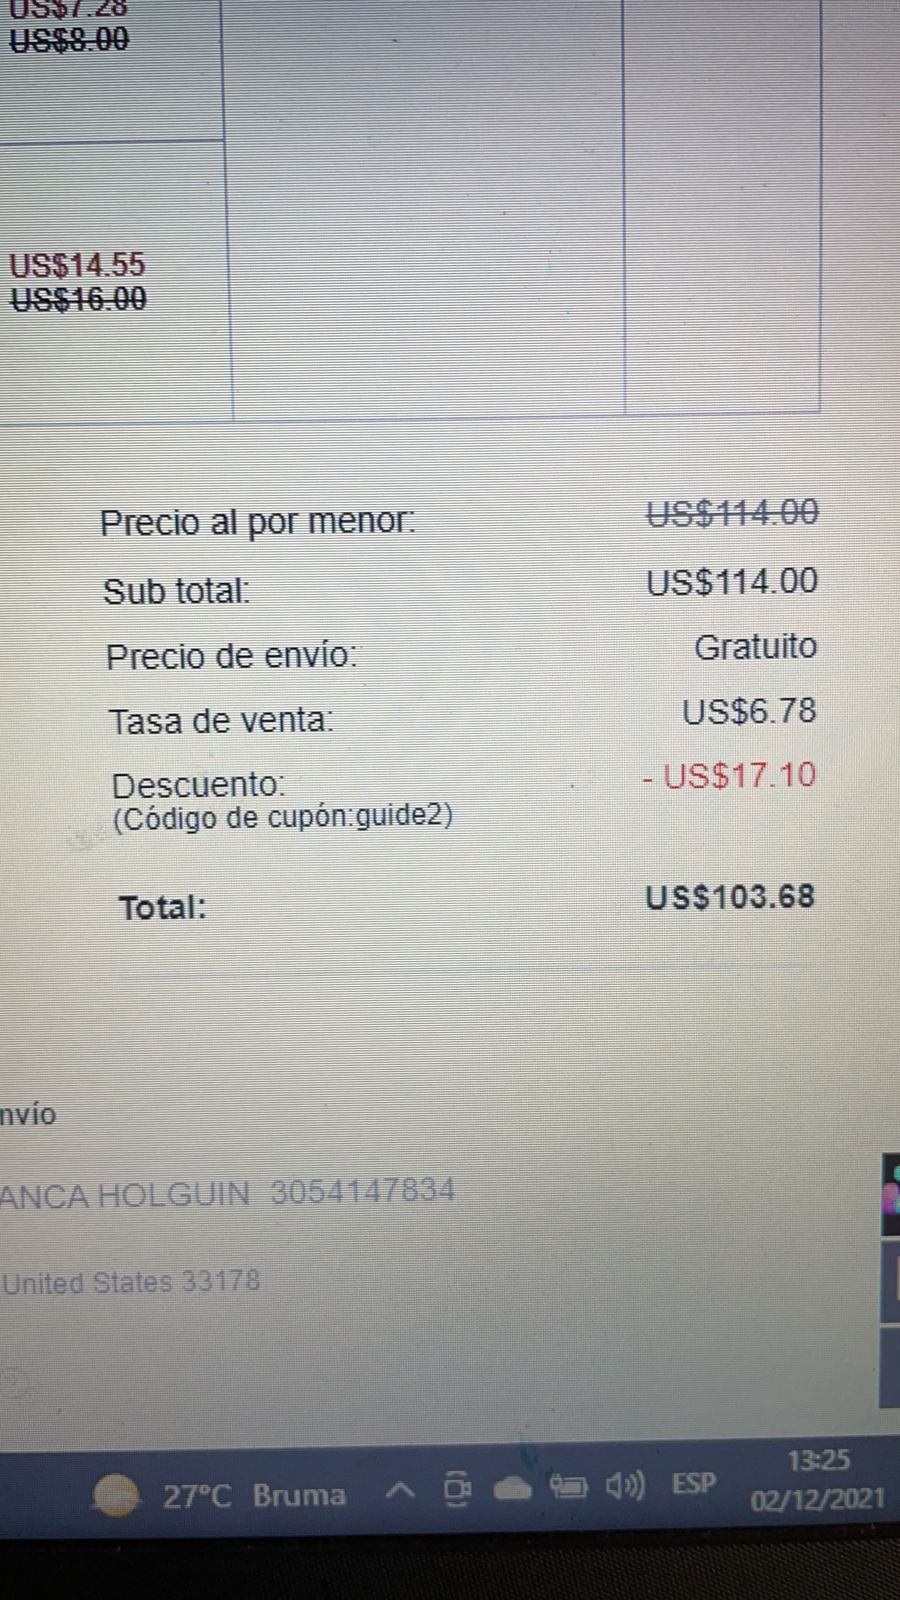 US$7.28
US$8.00
US$14.55
US$16.00
Precio al por menor: US$114.00
Sub total: US$114.00
Precio de envío: Gratuito
Tasa de venta: US$6.78
Descuento: - US$17.10
(Código de cupón:guide2)
Total: US$103.68
nvío
ANCA HOLGUIN 3054147834
United States 33178
27°C Bruma ESP 13:25
02/12/2021